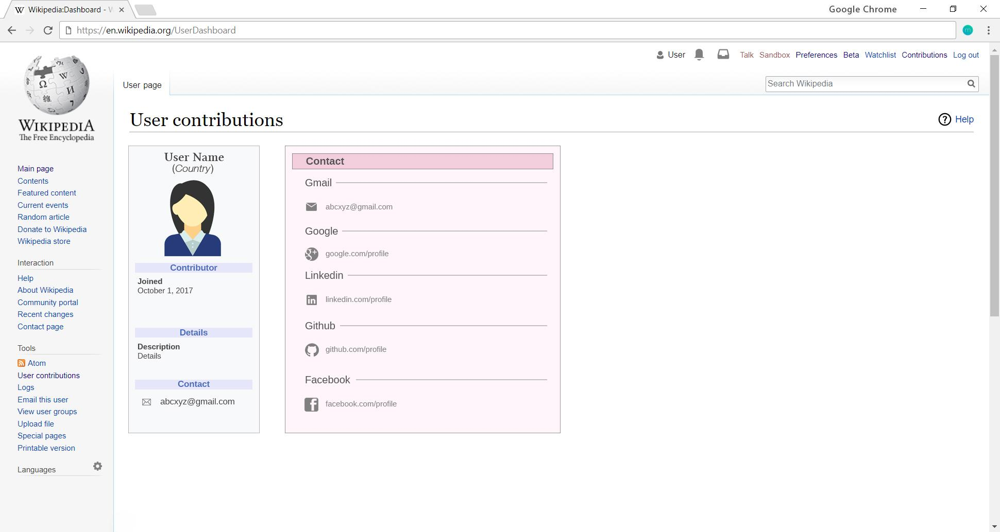 Wikipedia:Dashboard - W
Google Chrome
https://en.wikipedia.org/UserDashboard
m
User
Talk
Sandbox
Preferences
Beta
Watchlist
Contributions
Log out
User page
Search Wikipedia
Ω
W
И
維
WIKIPEDIA
The Free Encyclopedia
Main page
Contents
Featured content
Current events
Random article
Donate to Wikipedia
Wikipedia store
Interaction
Help
About Wikipedia
Community portal
Recent changes
Contact page
Tools
Atom
User contributions
Logs
Email this user
View user groups
Upload file
Special pages
Printable version
Languages
User contributions
Help
User Name
(Country)
Contributor
Joined
October 1, 2017
Details
Description
Details
Contact
abcxyz@gmail.com
Contact
Gmail
abcxyz@gmail.com
Google
g+ google.com/profile
Linkedin
in linkedin.com/profile
Github
github.com/profile
Facebook
f facebook.com/profile